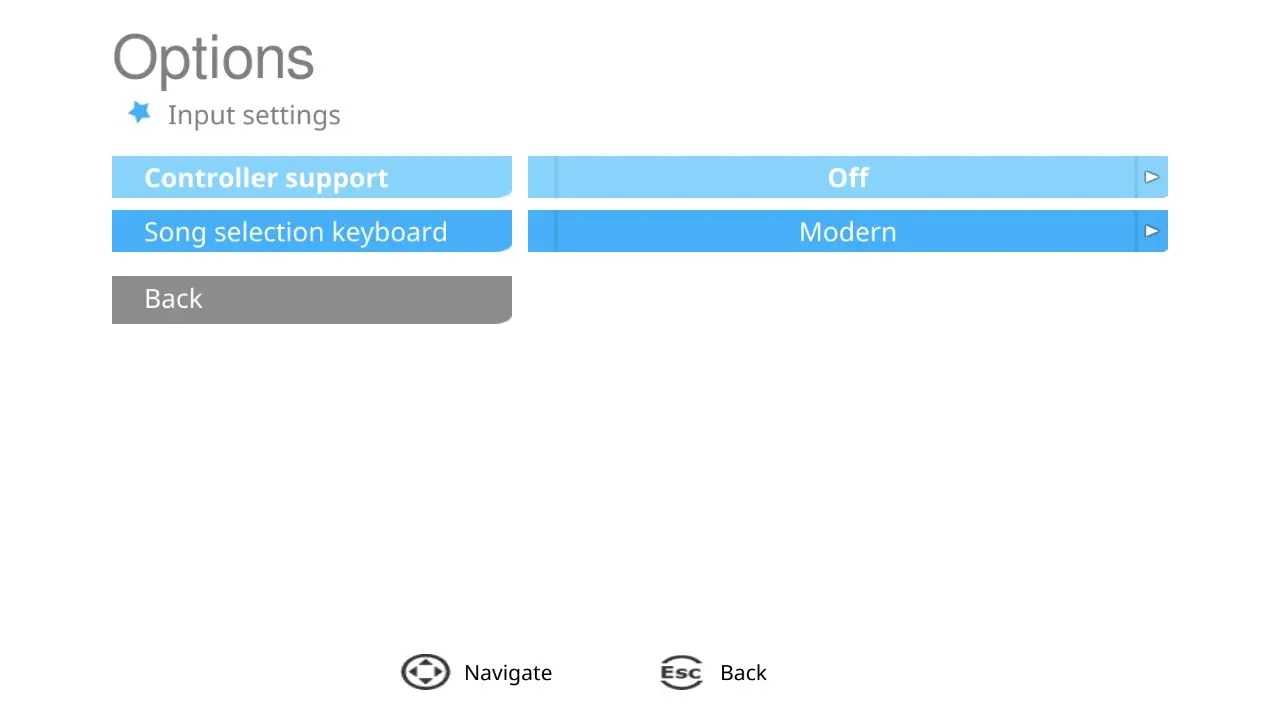 Options
Input settings
Controller support Off
Song selection keyboard Modern
Back
Navigate Esc Back